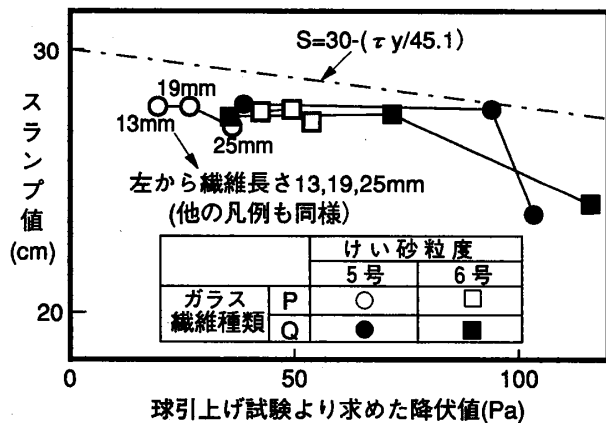 30
S=30-(τy/45.1)
19mm
13mm
25mm
左から繊維長さ13,19,25mm
(他の凡例も同様)
スランプ値
(cm)
20
けい砂粒度
5号
6号
ガラス
繊維種類
P
Q
0
50
100
球引上げ試験より求めた降伏値(Pa)